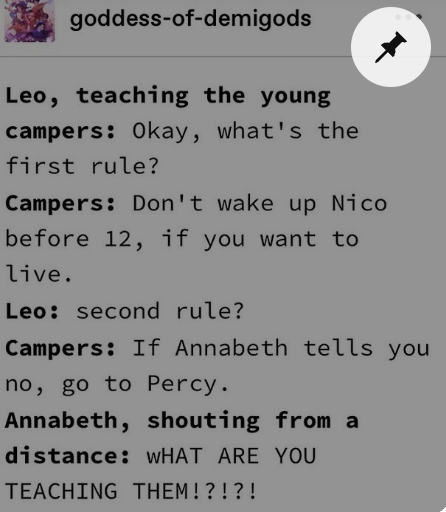 goddess-of-demigods
Leo, teaching the young
campers: Okay, what's the
first rule?
Campers: Don't wake up Nico
before 12, if you want to
live.
Leo: second rule?
Campers: If Annabeth tells you
no, go to Percy.
Annabeth, shouting from a
distance: wHAT ARE YOU
TEACHING THEM!?!?!